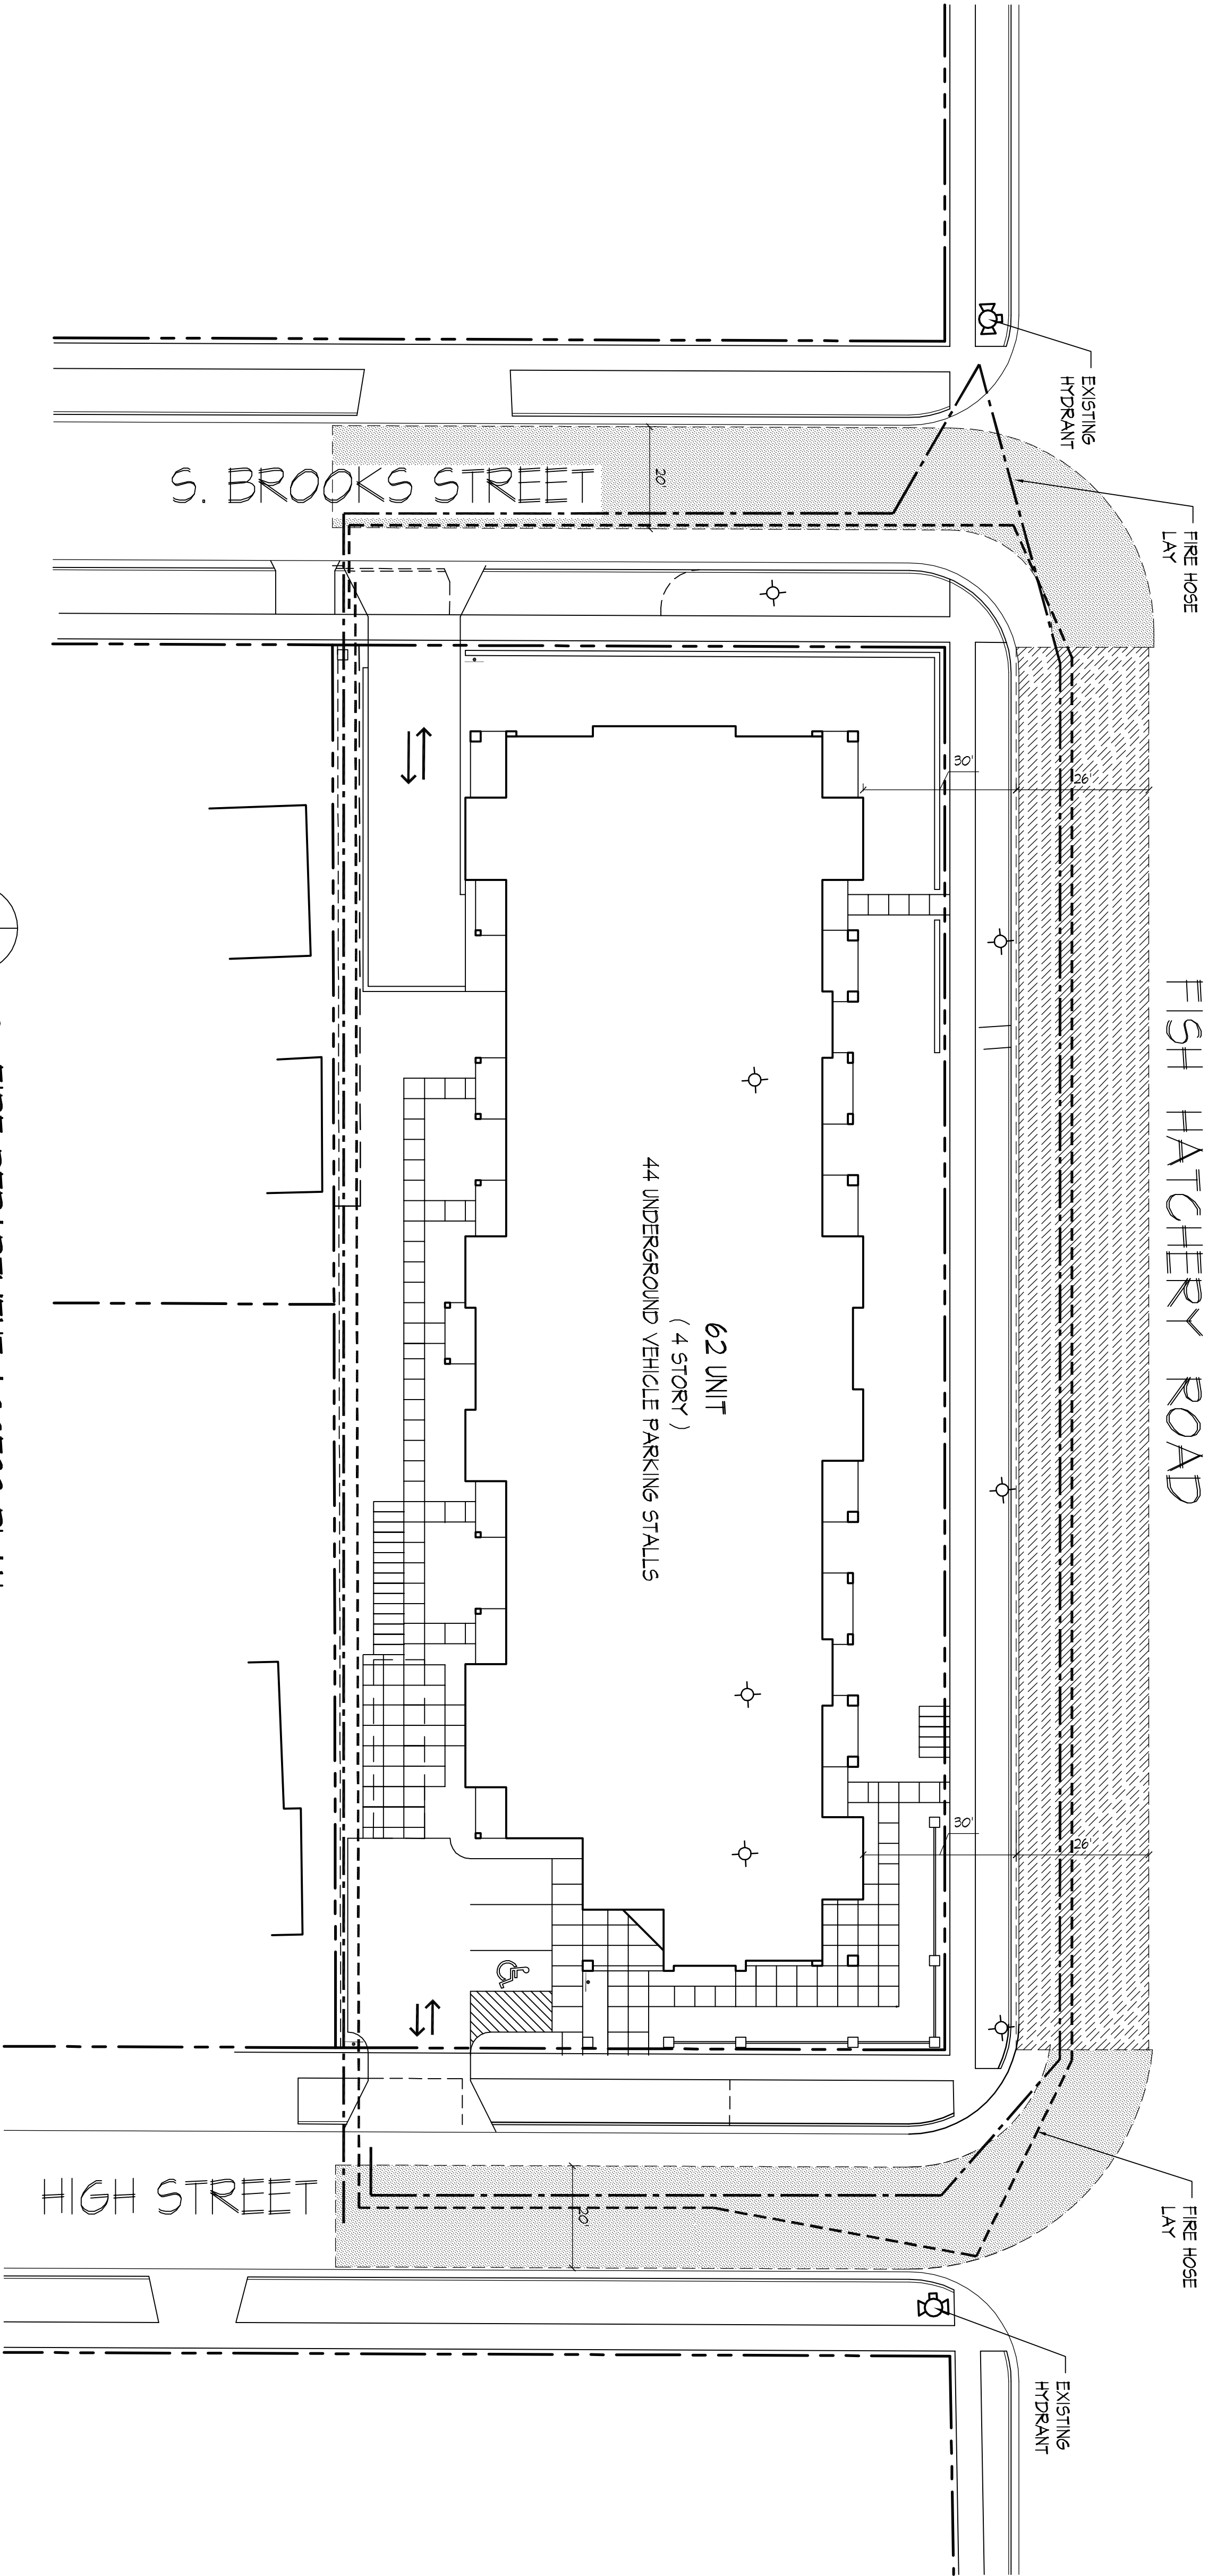 FISH HATCHERY ROAD
S. BROOKS STREET
HIGH STREET
EXISTING
HYDRANT
FIRE HOSE
LAY
20'
30'
26'
62 UNIT
( 4 STORY )
44 UNDERGROUND VEHICLE PARKING STALLS
30'
26'
20'
FIRE HOSE
LAY
EXISTING
HYDRANT